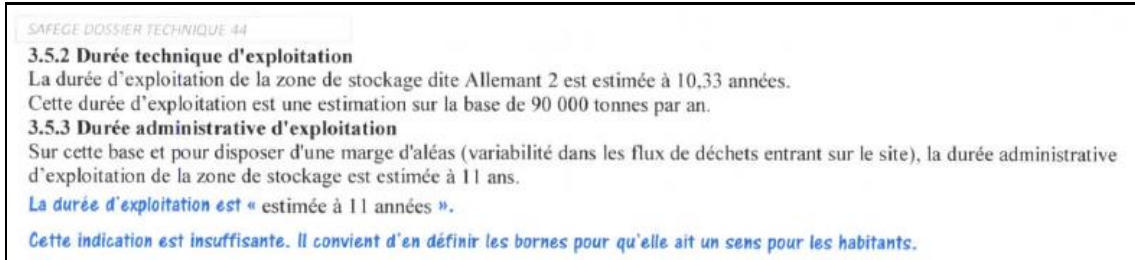 SAFEGE DOSSIER TECHNIQUE 44
3.5.2 Durée technique d'exploitation
La durée d'exploitation de la zone de stockage dite Allemant 2 est estimée à 10,33 années.
Cette durée d'exploitation est une estimation sur la base de 90 000 tonnes par an.
3.5.3 Durée administrative d'exploitation
Sur cette base et pour disposer d'une marge d'aléas (variabilité dans les flux de déchets entrant sur le site), la durée administrative
d'exploitation de la zone de stockage est estimée à 11 ans.
La durée d'exploitation est « estimée à 11 années ».
Cette indication est insuffisante. Il convient d'en définir les bornes pour qu'elle ait un sens pour les habitants.